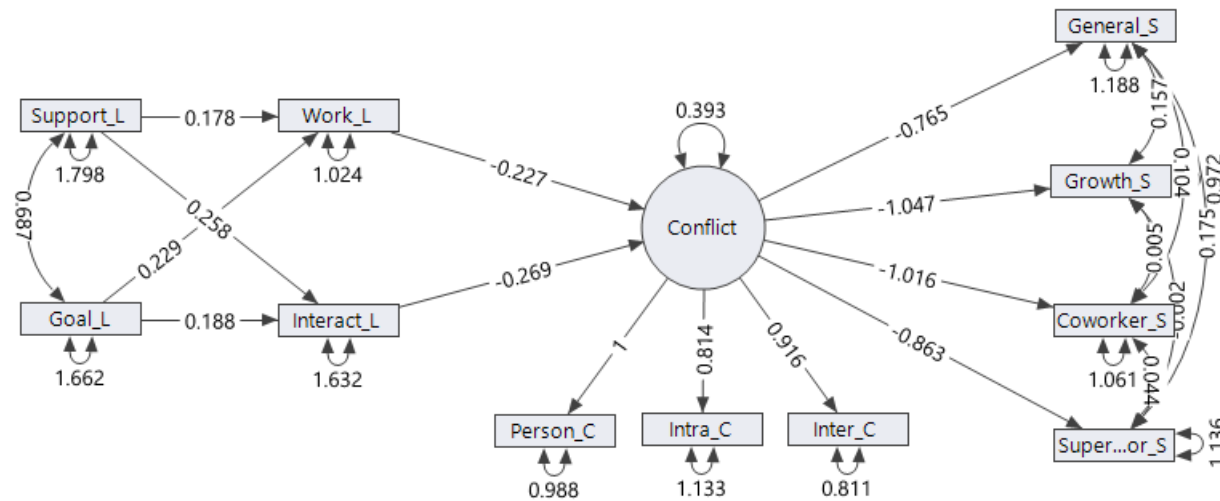 General_S
1.188
Support_L
0.178
Work_L
0.393
-0.765
0.157
1.798
1.024
-0.227
Growth_S
0.104
0.972
-1.047
0.687
0.258
Conflict
0.175
0.229
-0.269
-1.016
0.005
-0.002
Goal_L
0.188
Interact_L
Coworker_S
1.662
1.632
1
0.814
0.916
-0.863
1.061
0.044
Person_C
Intra_C
Inter_C
Super...or_S
1.136
0.988
1.133
0.811